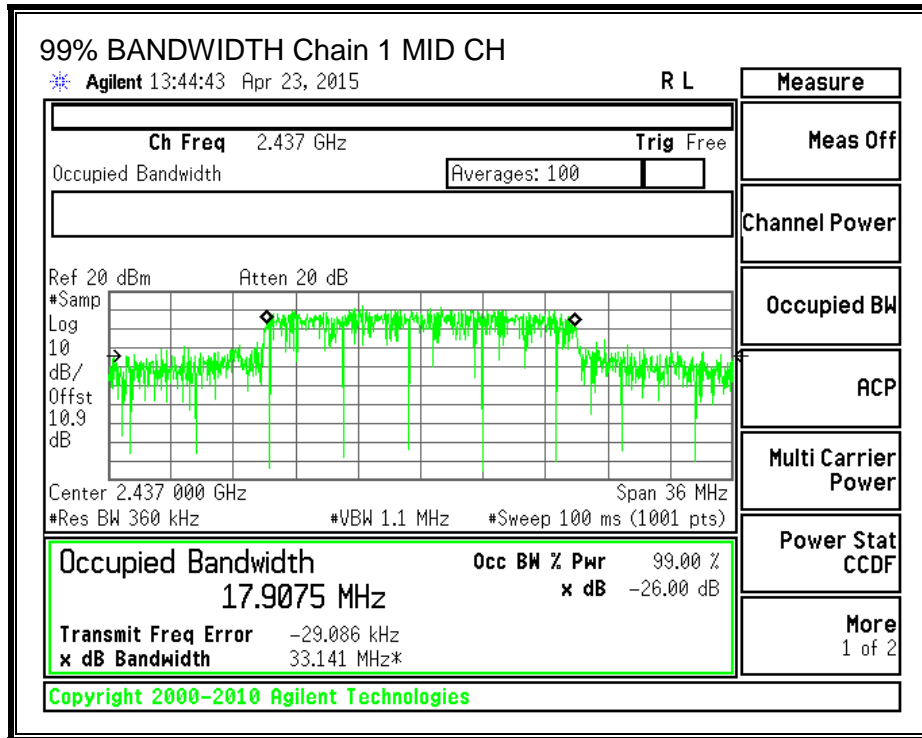 99% BANDWIDTH Chain 1 MID CH
Agilent 13:44:43 Apr 23, 2015 R L
Measure
Ch Freq 2.437 GHz Trig Free
Meas Off
Occupied Bandwidth Averages: 100
Channel Power
Ref 20 dBm Atten 20 dB
#Samp
Log
10
dB/
Offst
10.9
dB
Occupied BW
ACP
Multi Carrier
Power
Center 2.437 000 GHz Span 36 MHz
#Res BW 360 kHz #VBW 1.1 MHz #Sweep 100 ms (1001 pts)
Power Stat
CCDF
Occupied Bandwidth Occ BW % Pwr 99.00 %
17.9075 MHz x dB -26.00 dB
Transmit Freq Error -29.086 kHz
x dB Bandwidth 33.141 MHz*
More
1 of 2
Copyright 2000-2010 Agilent Technologies